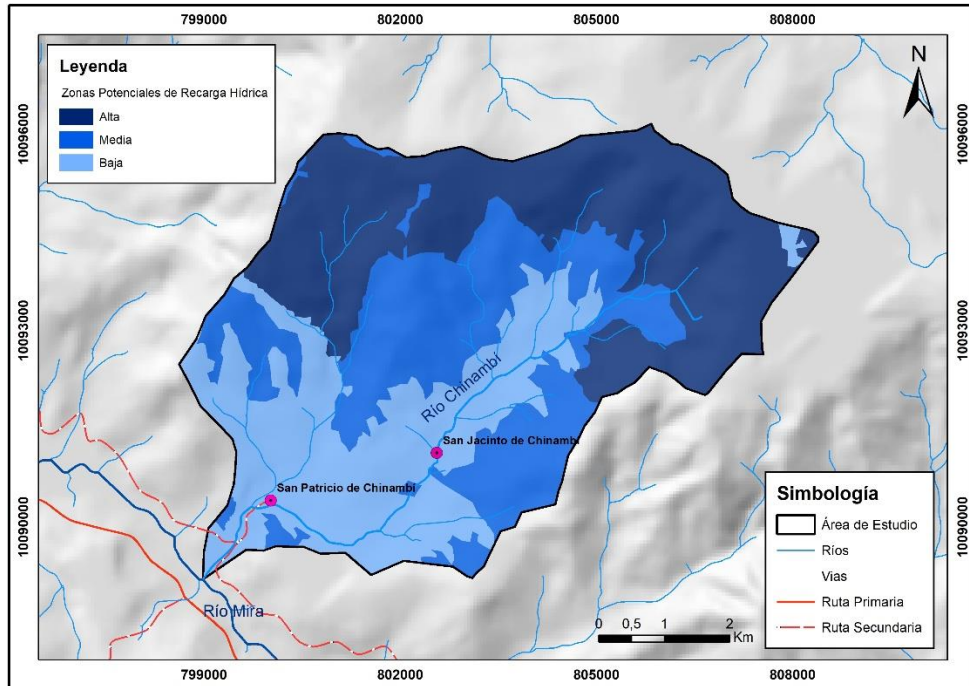 799000 802000 805000 808000
Leyenda
Zonas Potenciales de Recarga Hídrica
Alta
Media
Baja
N
10096000 10096000
10093000 10093000
10090000 10090000
Río Chinambí
San Jacinto de Chinambí
San Patricio de Chinambí
Río Mira
Simbología
Área de Estudio
Ríos
Vias
Ruta Primaria
Ruta Secundaria
0 0,5 1 2
Km
799000 802000 805000 808000